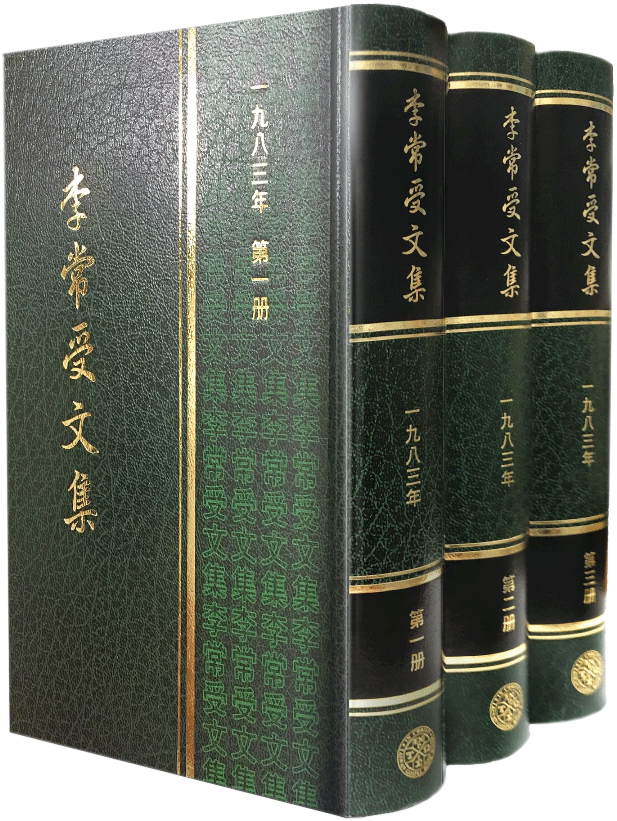 李常受文集
一九八三年 第一册
李常受文集
一九八三年
第一册
李常受文集
一九八三年
第二册
李常受文集
一九八三年
第三册